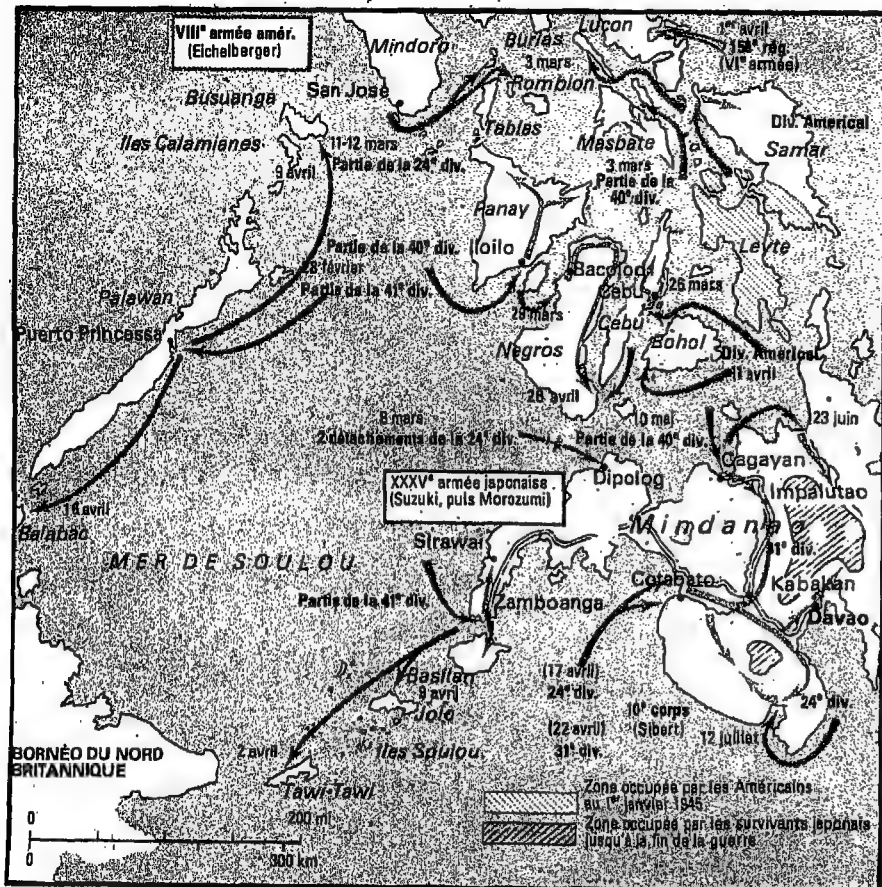 VIIIᵉ armée amér.
(Eichelberger)
Mindoro
Burias
3 mars
Romblon
Luçon
1ᵉʳ avril
158ᵉ rég.
(VIᵉ armée)
Busuanga
San José
Iles Calamianes
11-12 mars
Partie de la 24ᵉ div.
9 avril
Tablas
Masbate
3 mars
Partie de la
40ᵉ div.
Div. Americal
Samar
Panay
Iloilo
Leyte
Partie de la 40ᵉ div.
28 février
Partie de la 41ᵉ div.
Palawan
Puerto Princessa
Bacolod
Cebu
26 mars
29 mars
Cebu
Negros
Bohol
Div. Americal
11 avril
26 avril
8 mars
2 détachements de la 24ᵉ div.
10 mai
Partie de la 40ᵉ div.
23 juin
Cagayan
Dipolog
Impalutao
XXXVᵉ armée japonaise
(Suzuki, puis Morozumi)
Mindanao
31ᵉ div.
16 avril
Balabac
MER DE SOULOU
Sirawai
Cotabato
Kabakan
Partie de la 41ᵉ div.
Zamboanga
Davao
Basilan
9 avril
Jolo
(17 avril)
24ᵉ div.
10ᵉ corps
(Sibert)
24ᵉ div.
(22 avril)
31ᵉ div.
12 juillet
2 avril
Iles Soulou
BORNÉO DU NORD
BRITANNIQUE
Tawi-Tawi
Zone occupée par les Américains
au 1ᵉʳ janvier 1945
Zone occupée par les survivants japonais
jusqu'à la fin de la guerre
0 200 ml
0 300 km